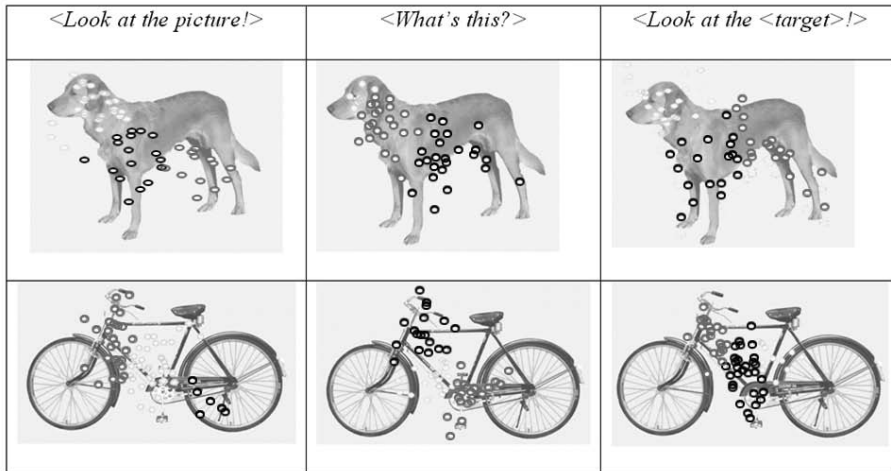 <Look at the picture!>
<What's this?>
<Look at the <target>!>